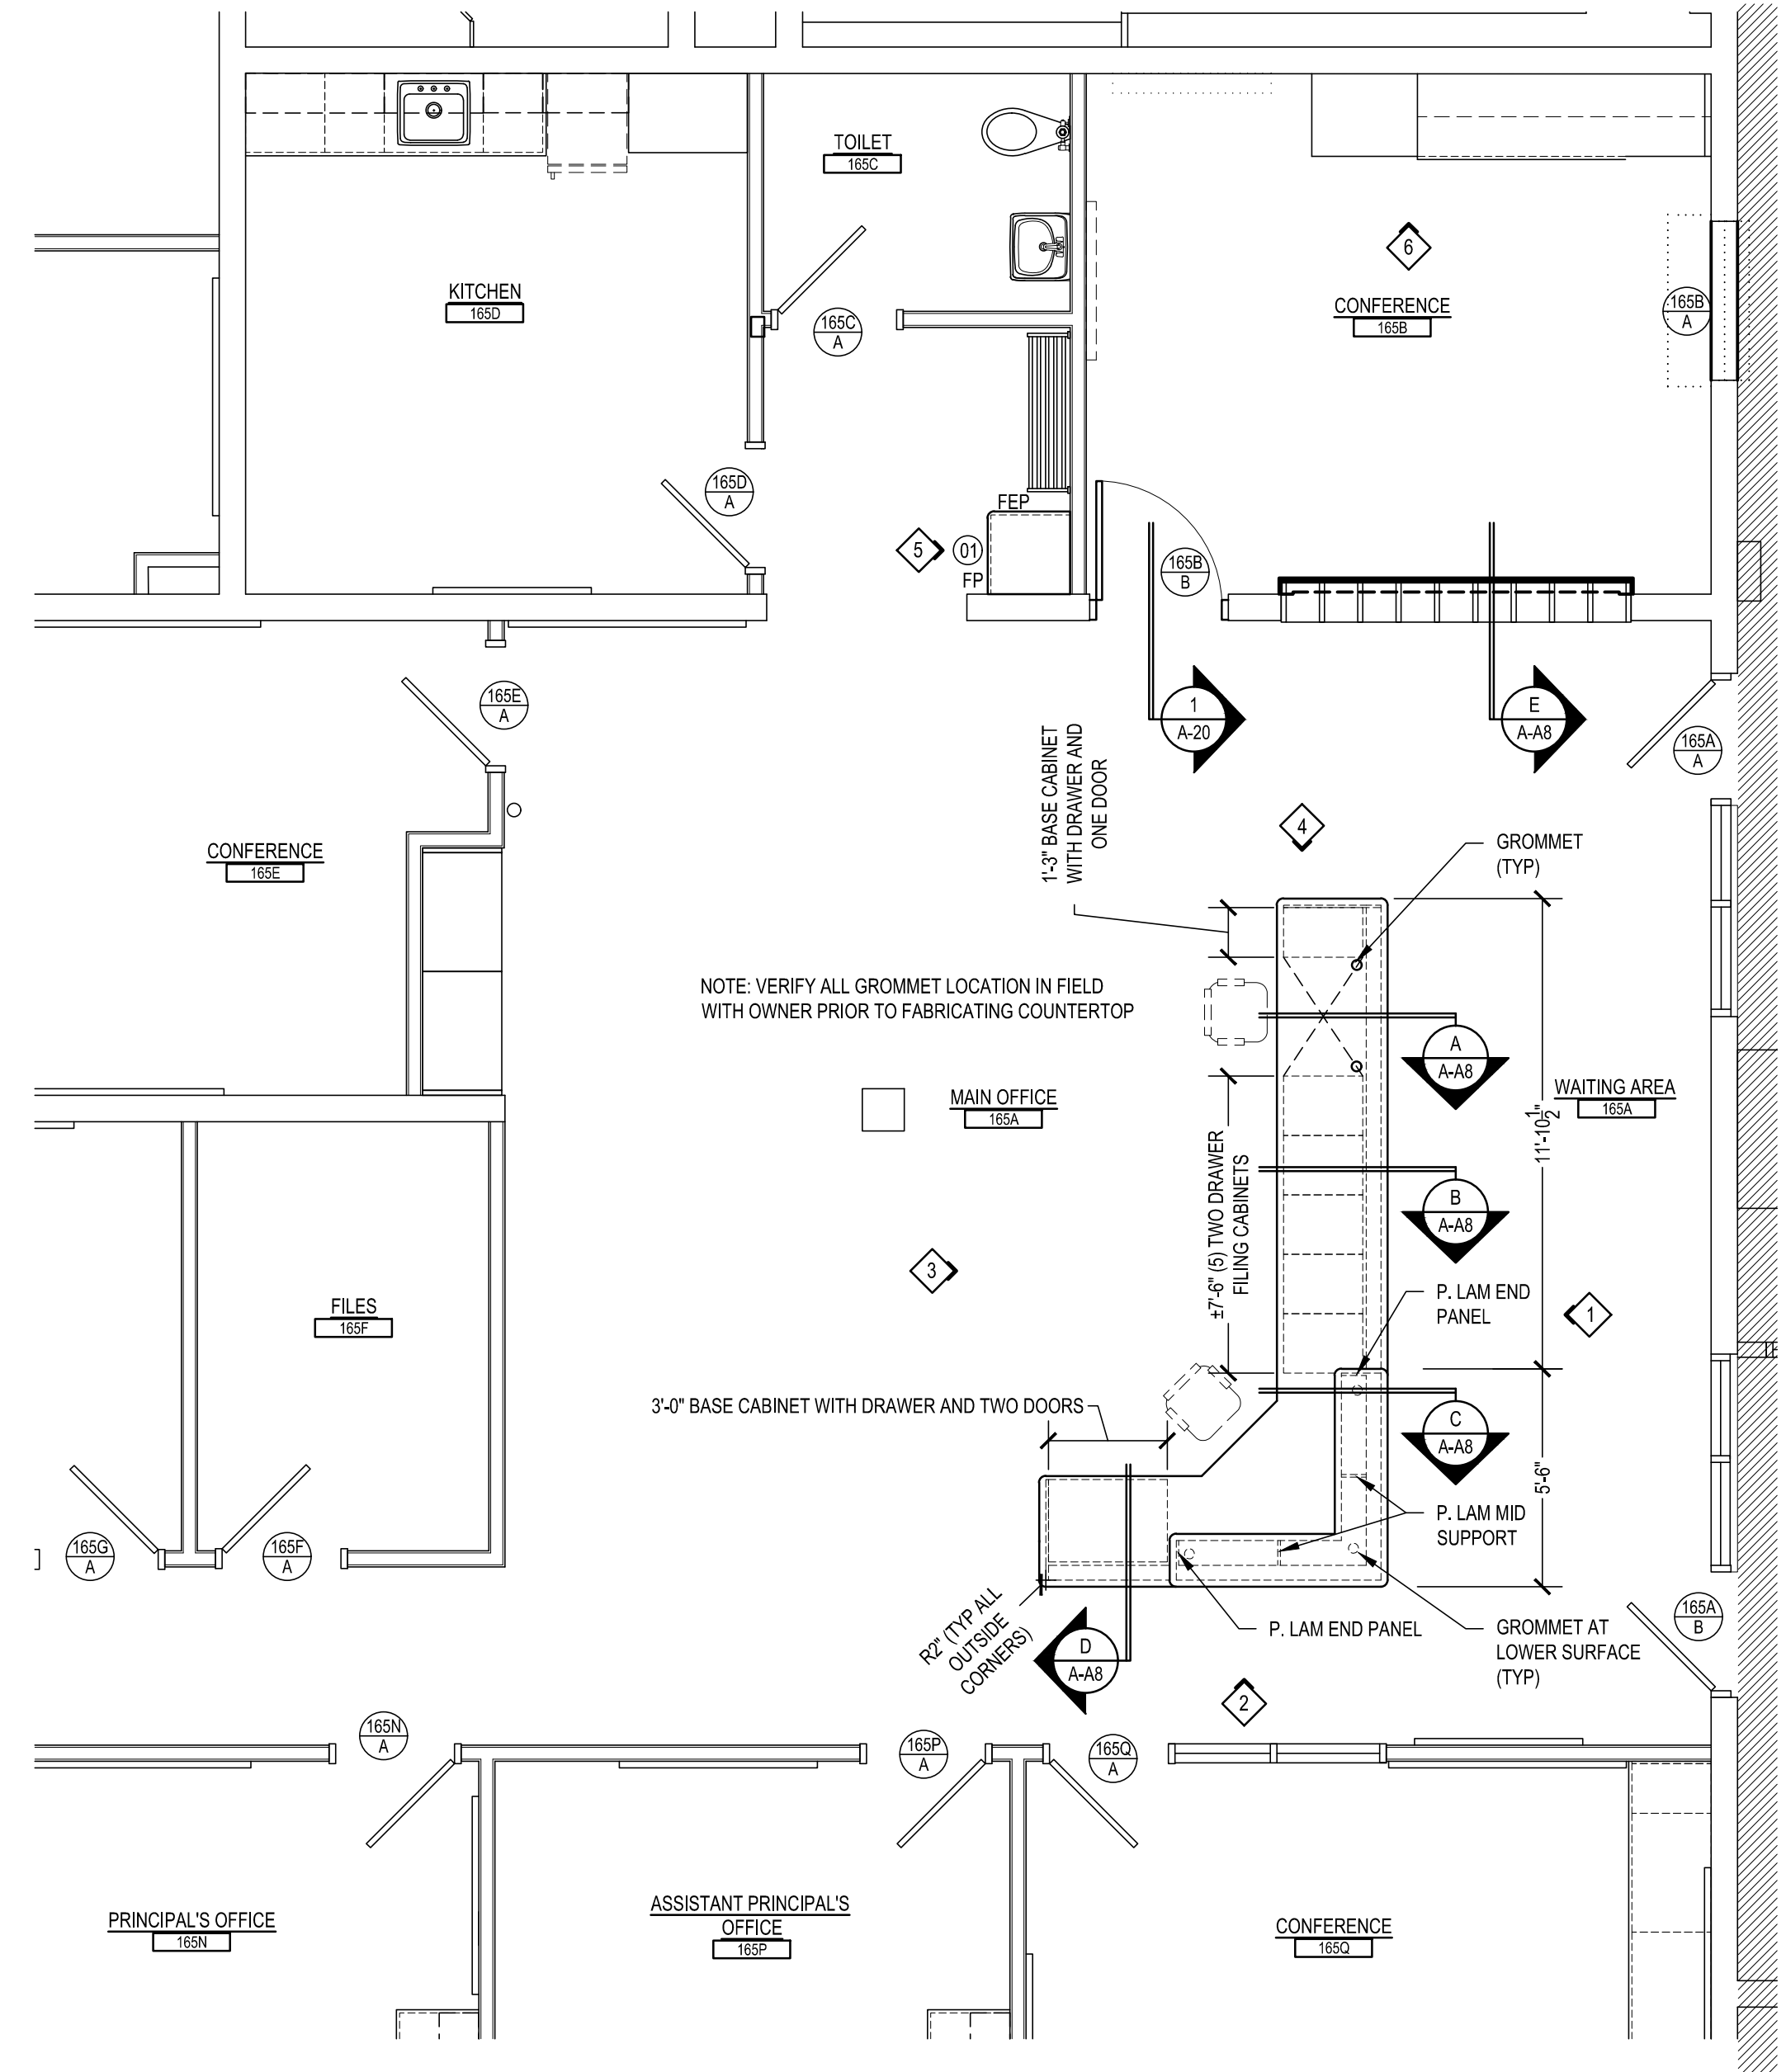 TOILET
165C
KITCHEN
165D
6
CONFERENCE
165B
165B
A
165C
A
165D
A
FEP
5
01
FP
165B
B
165E
A
1
A-20
E
A-A8
165A
A
1'-3" BASE CABINET
WITH DRAWER AND
ONE DOOR
4
GROMMET
(TYP)
CONFERENCE
165E
NOTE: VERIFY ALL GROMMET LOCATION IN FIELD
WITH OWNER PRIOR TO FABRICATING COUNTERTOP
A
A-A8
MAIN OFFICE
165A
WAITING AREA
165A
11'-10 1/2"
±7'-6" (5) TWO DRAWER
FILING CABINETS
B
A-A8
3
FILES
165F
P. LAM END
PANEL
1
3'-0" BASE CABINET WITH DRAWER AND TWO DOORS
C
A-A8
5'-6"
P. LAM MID
SUPPORT
165G
A
165F
A
R2" (TYP ALL
OUTSIDE
CORNERS)
D
A-A8
P. LAM END PANEL
GROMMET AT
LOWER SURFACE
(TYP)
165A
B
2
165N
A
165P
A
165Q
A
PRINCIPAL'S OFFICE
165N
ASSISTANT PRINCIPAL'S
OFFICE
165P
CONFERENCE
165Q